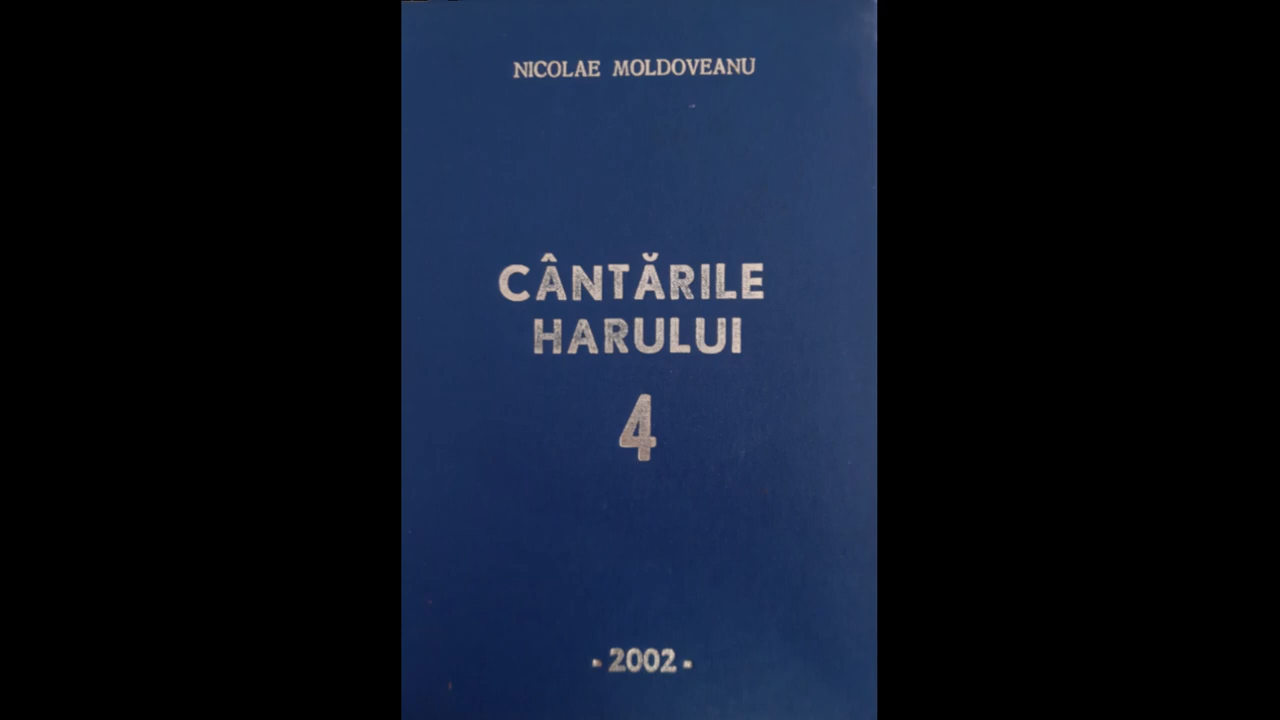 NICOLAE MOLDOVEANU
CÂNTĂRILE
HARULUI
4
• 2002 •